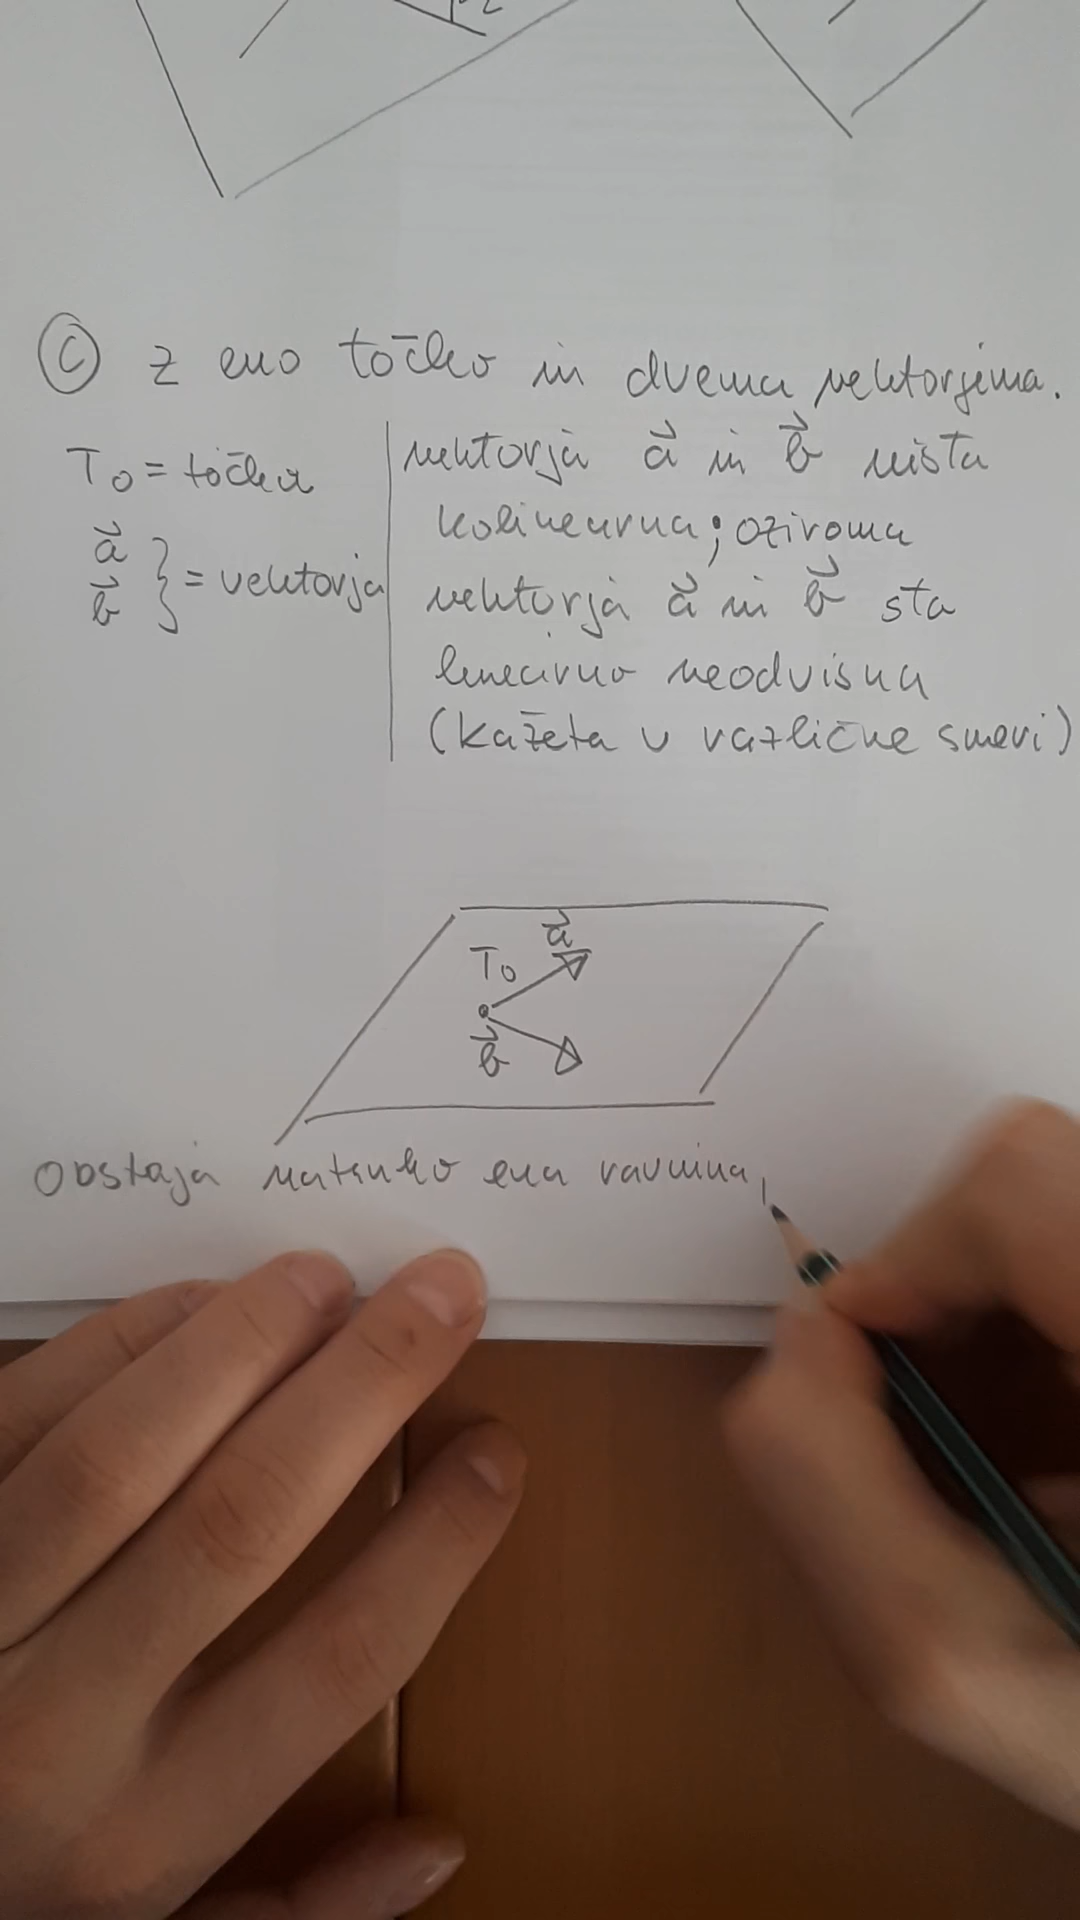 C z eno točko in dvema vektorjema.
T₀ = točka
a⃗
b⃗ } = vektorja
vektorja a⃗ in b⃗ nista
kolinearna; oziroma
vektorja a⃗ in b⃗ sta
linearno neodvisna
(kažeta v različne smeri)
a⃗
T₀
b⃗
Obstaja natanko ena ravnina,